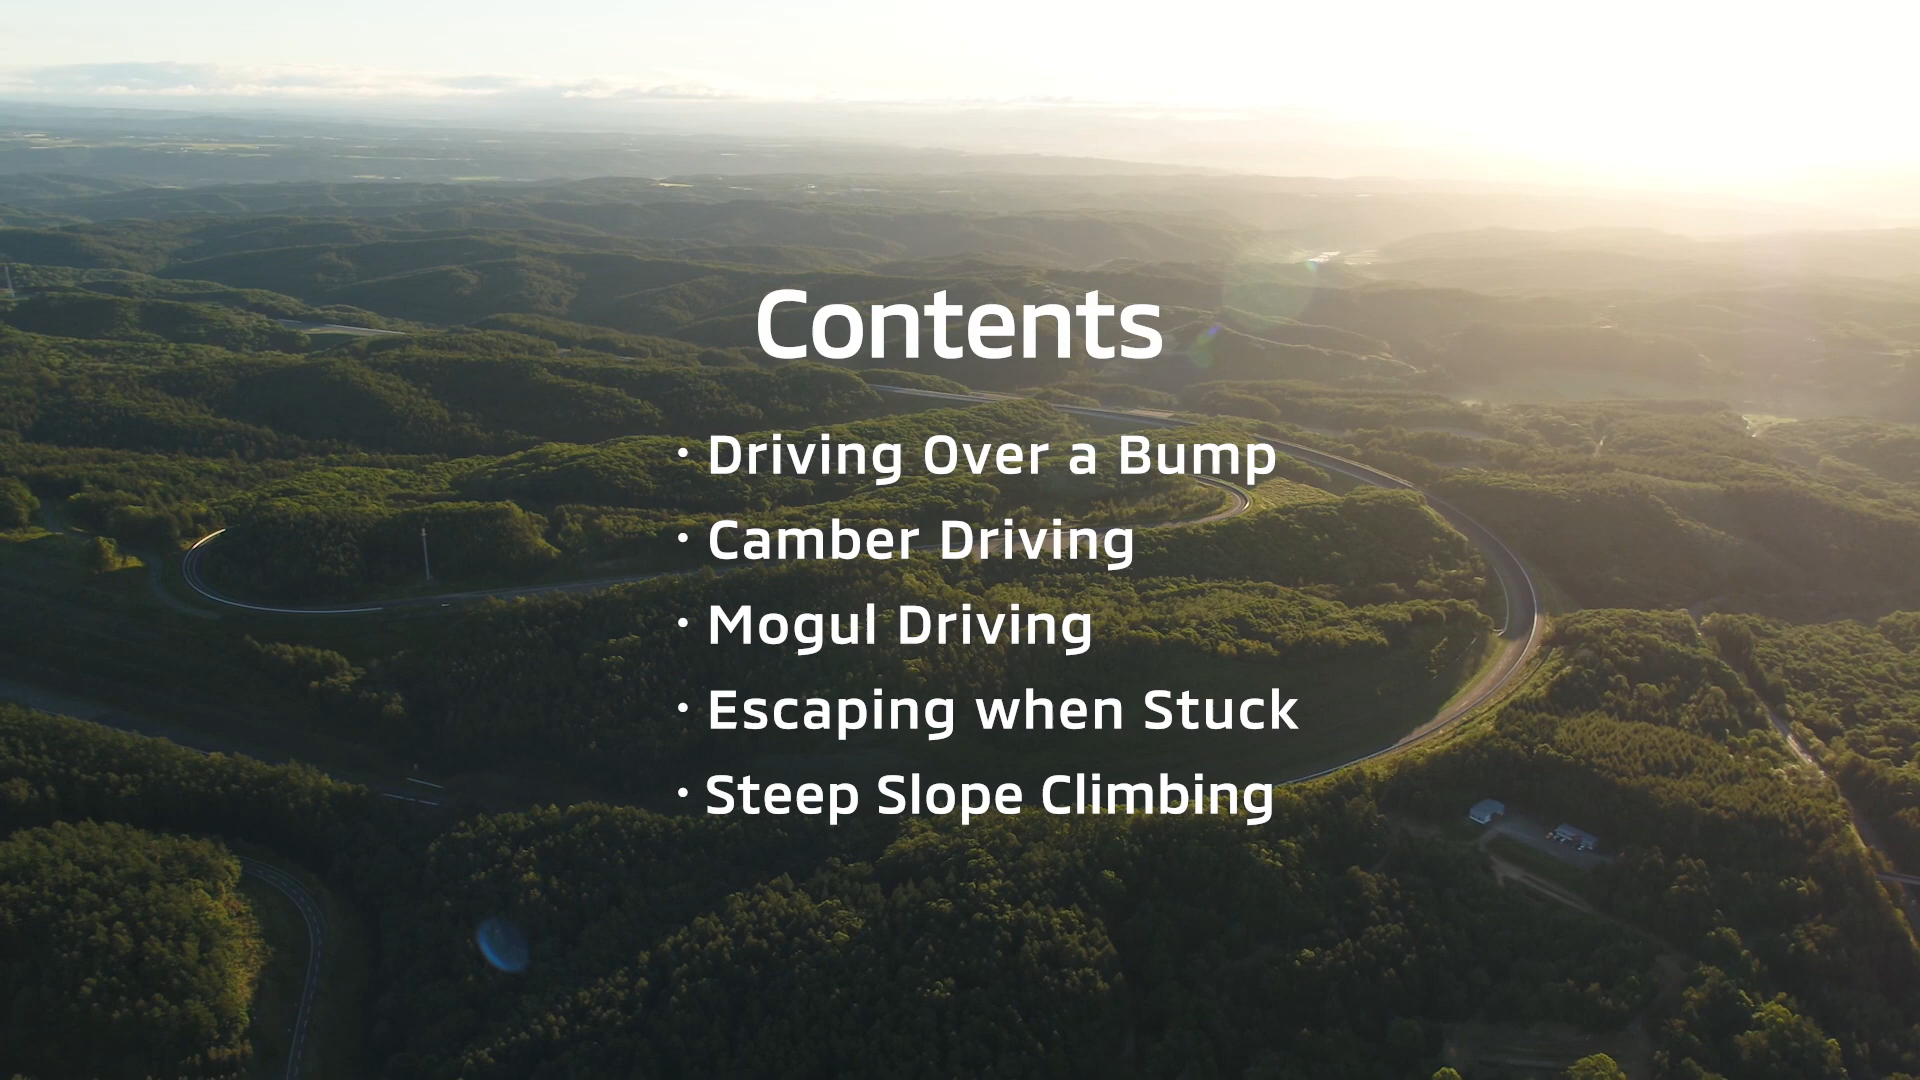 Contents
· Driving Over a Bump
· Camber Driving
· Mogul Driving
· Escaping when Stuck
· Steep Slope Climbing